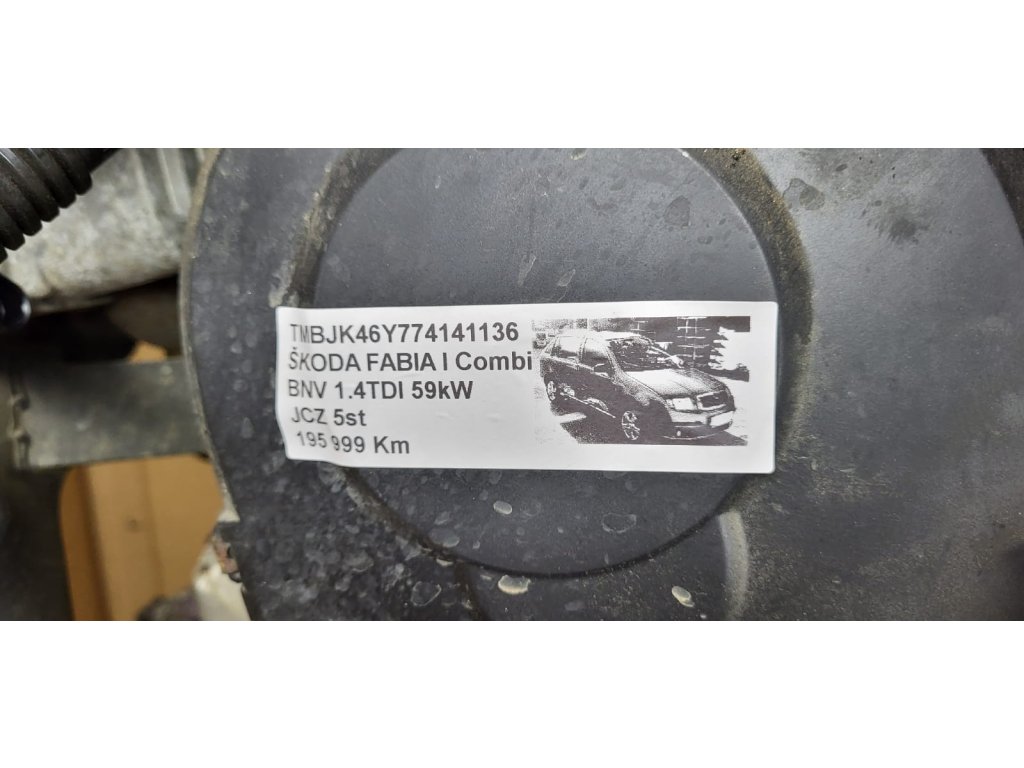 TMBJK46Y774141136
ŠKODA FABIA I Combi
BNV 1.4TDI 59kW
JCZ 5st
195 999 Km